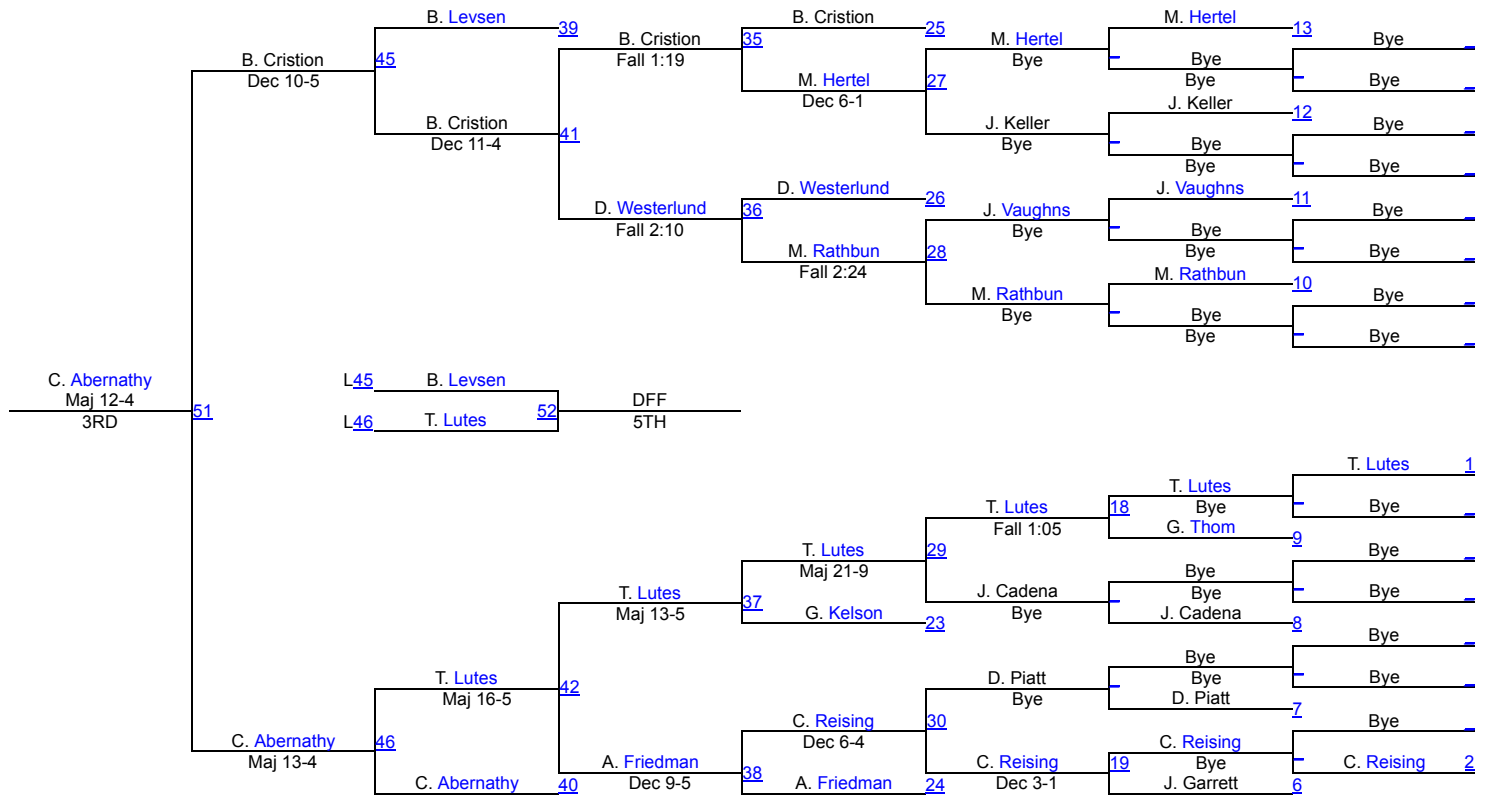 B. Levsen 39
B. Cristion 45
Dec 10-5
B. Cristion 41
Dec 11-4
B. Cristion 35
Fall 1:19
D. Westerlund 36
Fall 2:10
B. Cristion 25
M. Hertel 27
Dec 6-1
D. Westerlund 26
M. Rathbun 28
Fall 2:24
M. Hertel
Bye
J. Keller
Bye
J. Vaughns
Bye
M. Rathbun
Bye
M. Hertel 13
Bye
Bye
J. Keller 12
Bye
Bye
J. Vaughns 11
Bye
Bye
M. Rathbun 10
Bye
Bye
Bye
Bye
Bye
Bye
Bye
Bye
Bye
Bye
C. Abernathy
Maj 12-4
3RD
51
L45 B. Levsen
L46 T. Lutes
52
DFF
5TH
C. Abernathy 46
Maj 13-4
T. Lutes 42
Maj 16-5
C. Abernathy 40
T. Lutes 37
Maj 13-5
A. Friedman 38
Dec 9-5
T. Lutes 29
Maj 21-9
G. Kelson 23
C. Reising 30
Dec 6-4
A. Friedman 24
T. Lutes 18
Fall 1:05
J. Cadena
Bye
D. Piatt
Bye
C. Reising 19
Dec 3-1
T. Lutes
Bye
G. Thom 9
Bye
Bye
J. Cadena 8
Bye
Bye
D. Piatt 7
C. Reising
Bye
J. Garrett 6
T. Lutes 1
Bye
Bye
Bye
Bye
Bye
Bye
C. Reising 2